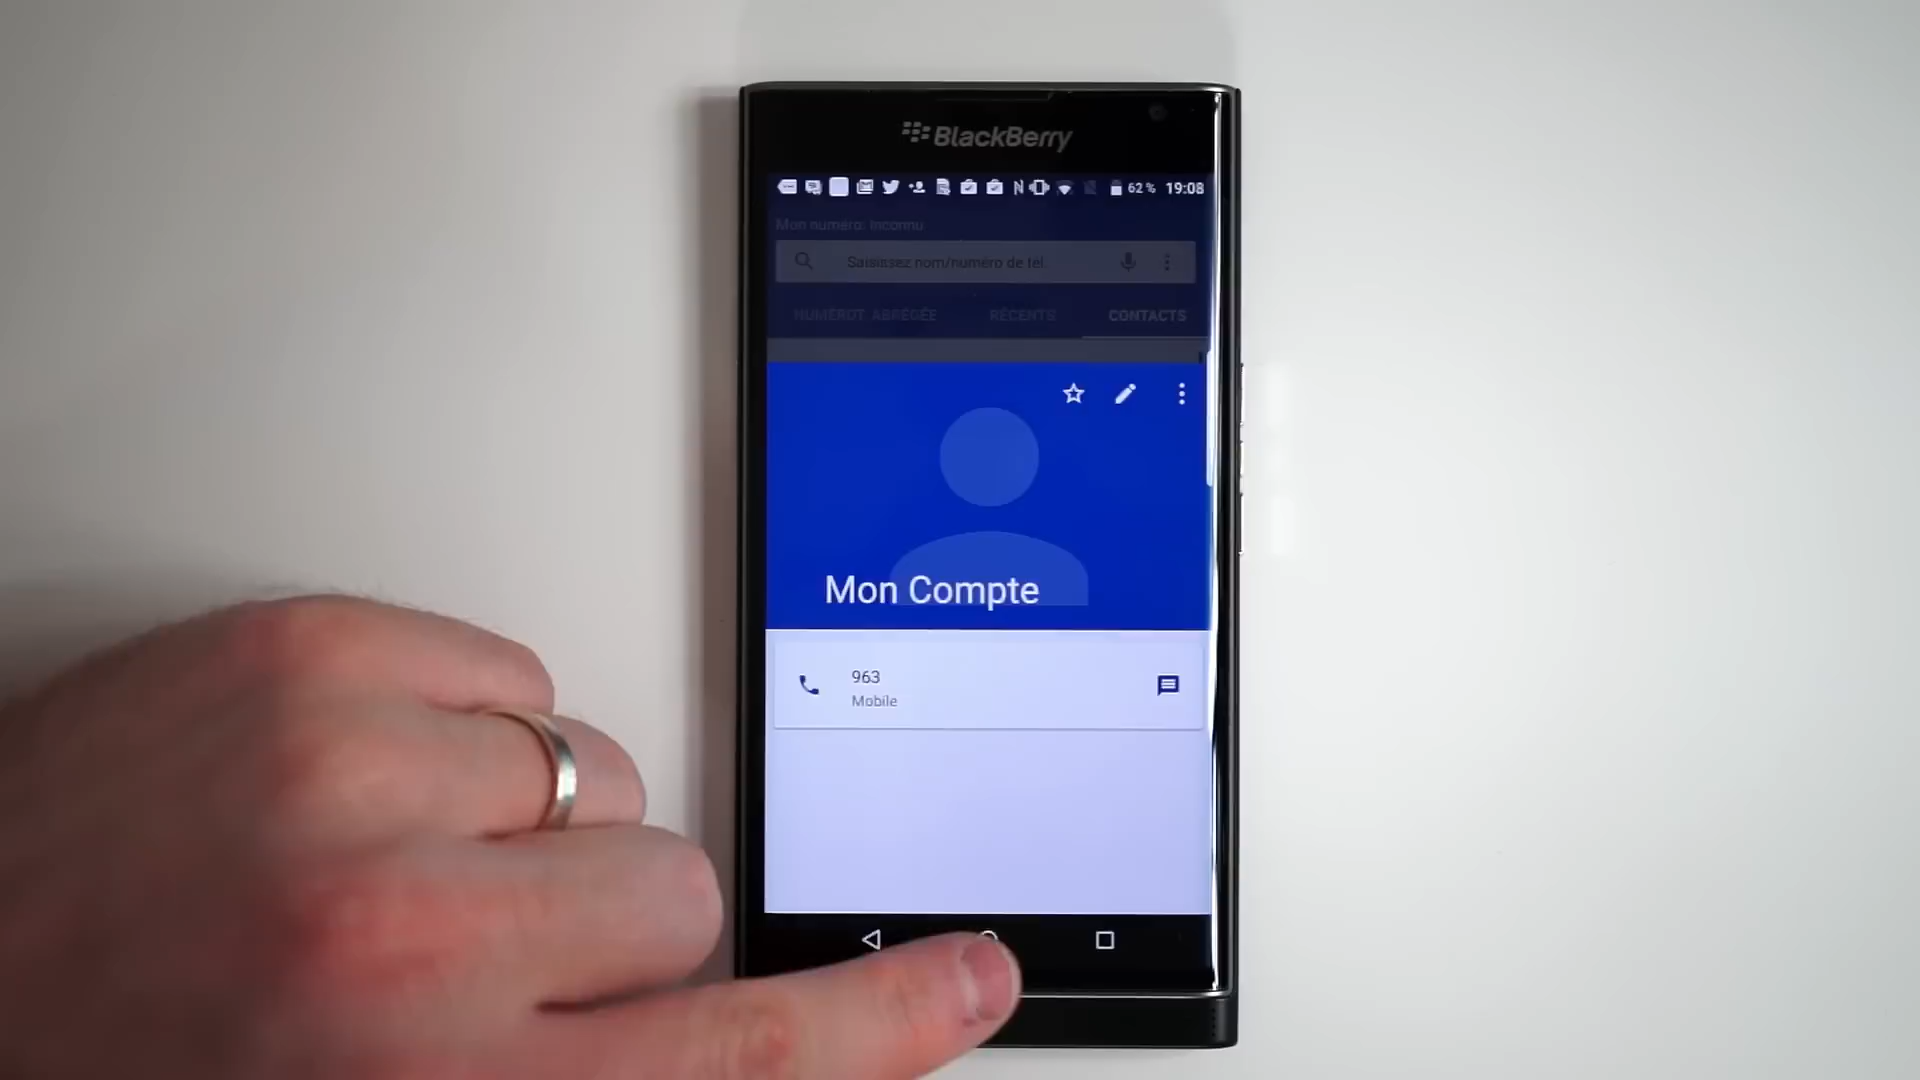 BlackBerry
62 % 19:08
Mon numéro: Inconnu
Saisissez nom/numéro de tél.
NUMÉROT. ABRÉGÉE RÉCENTS CONTACTS
Mon Compte
963
Mobile